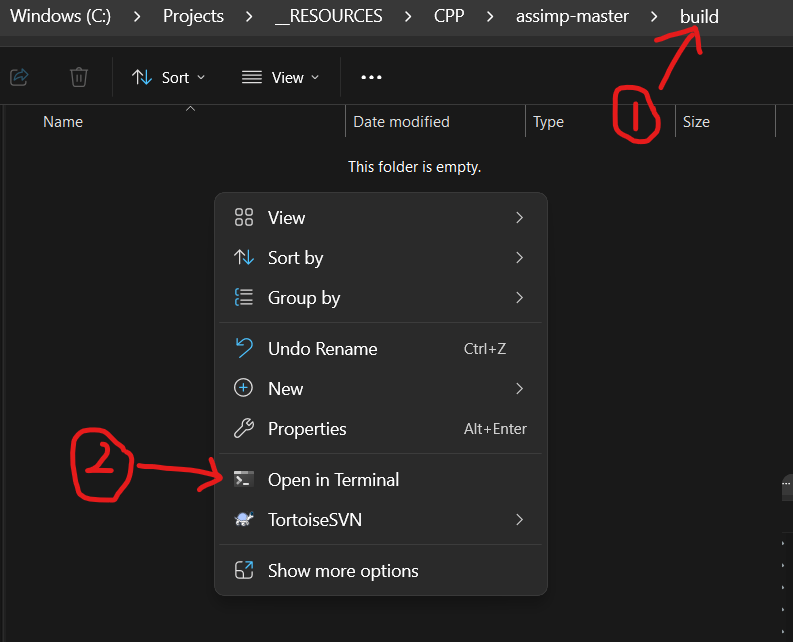 Windows (C:) > Projects > __RESOURCES > CPP > assimp-master > build
Sort View ...
Name Date modified Type Size
1
This folder is empty.
View
Sort by
Group by
Undo Rename Ctrl+Z
New
Properties Alt+Enter
2
Open in Terminal
TortoiseSVN
Show more options